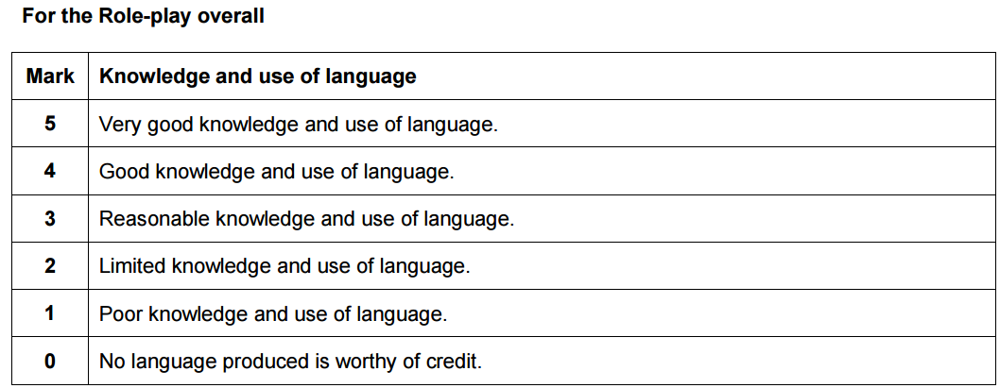 For the Role-play overall
Mark Knowledge and use of language
5 Very good knowledge and use of language.
4 Good knowledge and use of language.
3 Reasonable knowledge and use of language.
2 Limited knowledge and use of language.
1 Poor knowledge and use of language.
0 No language produced is worthy of credit.